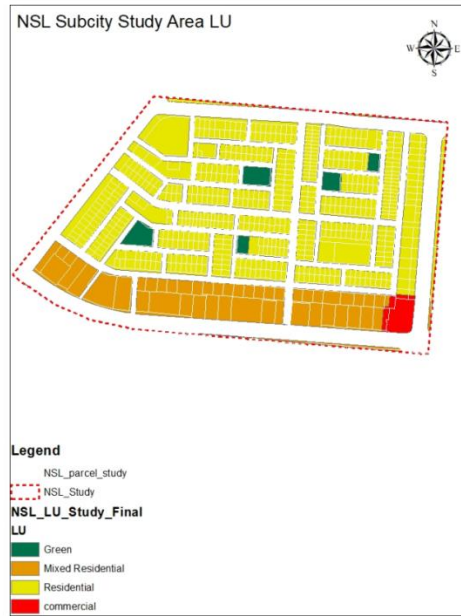 NSL Subcity Study Area LU
N
W E
S
Legend
NSL_parcel_study
NSL_Study
NSL_LU_Study_Final
LU
Green
Mixed Residential
Residential
commercial